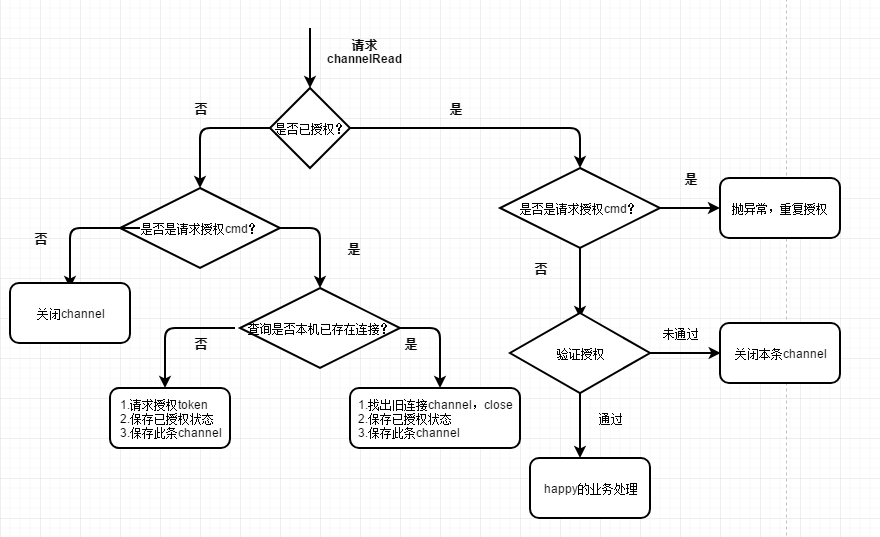 请求
channelRead
否
是
是否已授权？
是
是否是请求授权cmd？
抛异常，重复授权
是否是请求授权cmd？
否
是
否
关闭channel
查询是否本机已存在连接？
未通过
否
是
验证授权
关闭本条channel
1.请求授权token
2.保存已授权状态
3.保存此条channel
1.找出旧连接channel，close
2.保存已授权状态
3.保存此条channel
通过
happy的业务处理